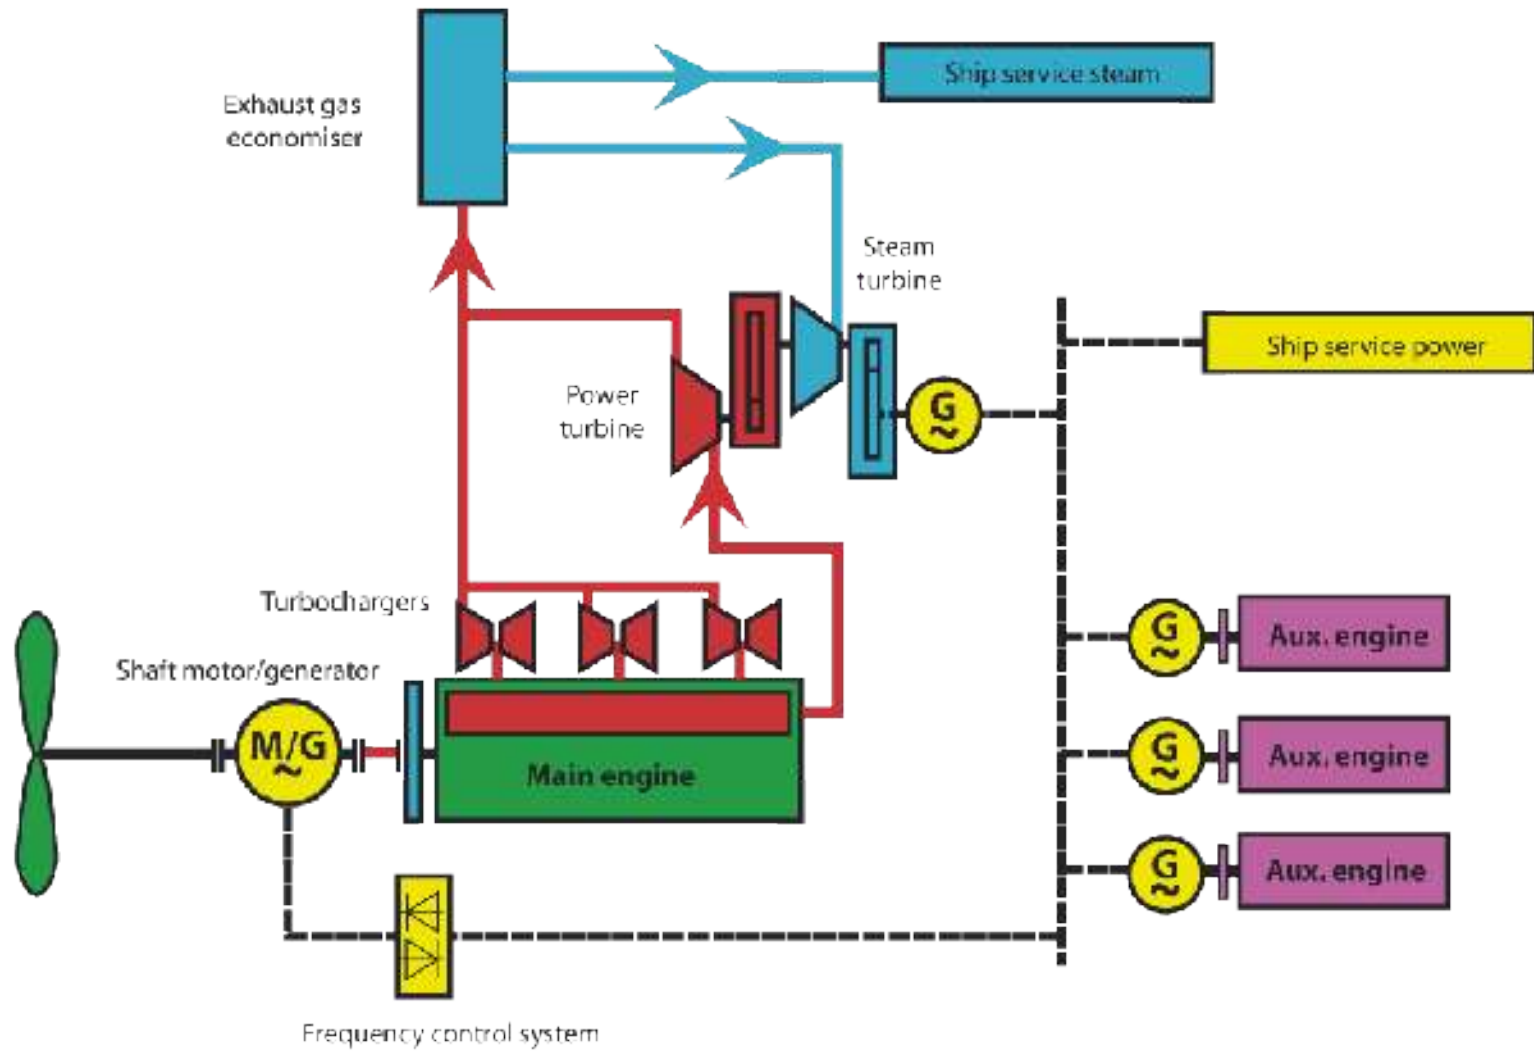 Ship service steam
Exhaust gas
economiser
Steam
turbine
Ship service power
Power
turbine
G
~
Turbochargers
G
~
Aux. engine
Shaft motor/generator
M/G
~
Main engine
G
~
Aux. engine
G
~
Aux. engine
Frequency control system